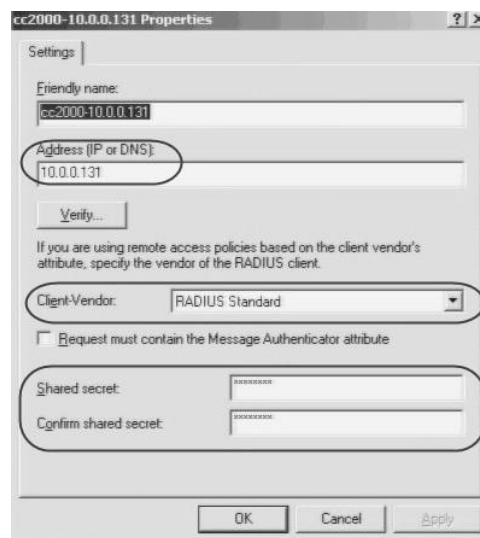 cc2000-10.0.0.131 Properties
Settings
Friendly name:
cc2000-10.0.0.131
Address (IP or DNS):
10.0.0.131
Verify...
If you are using remote access policies based on the client vendor's
attribute, specify the vendor of the RADIUS client.
Client-Vendor: RADIUS Standard
Request must contain the Message Authenticator attribute
Shared secret: xxxxxxxx
Confirm shared secret: xxxxxxxx
OK Cancel Apply